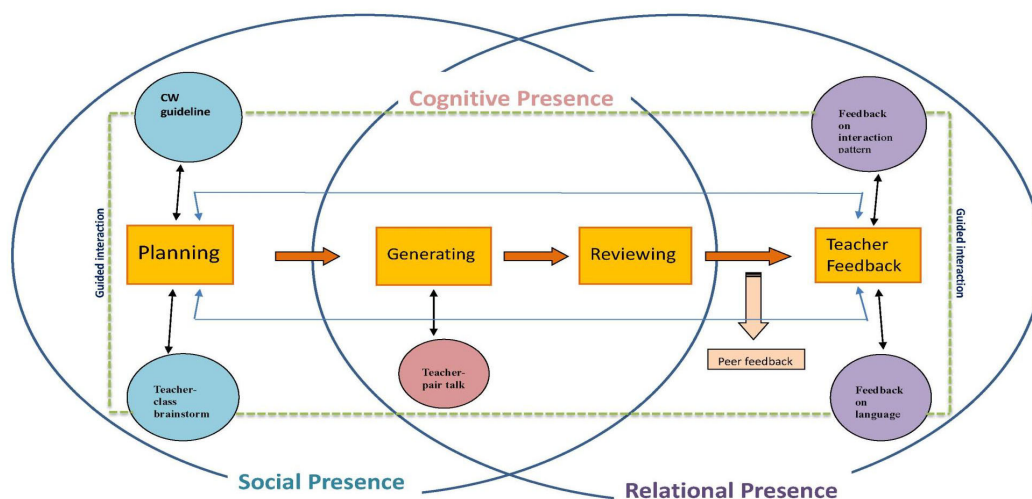 Cognitive Presence
CW
guideline
Feedback
on
interaction
pattern
Guided interaction
Planning
Generating
Reviewing
Teacher
Feedback
Guided interaction
Teacher-
class
brainstorm
Teacher-
pair talk
Peer feedback
Feedback
on
language
Social Presence
Relational Presence